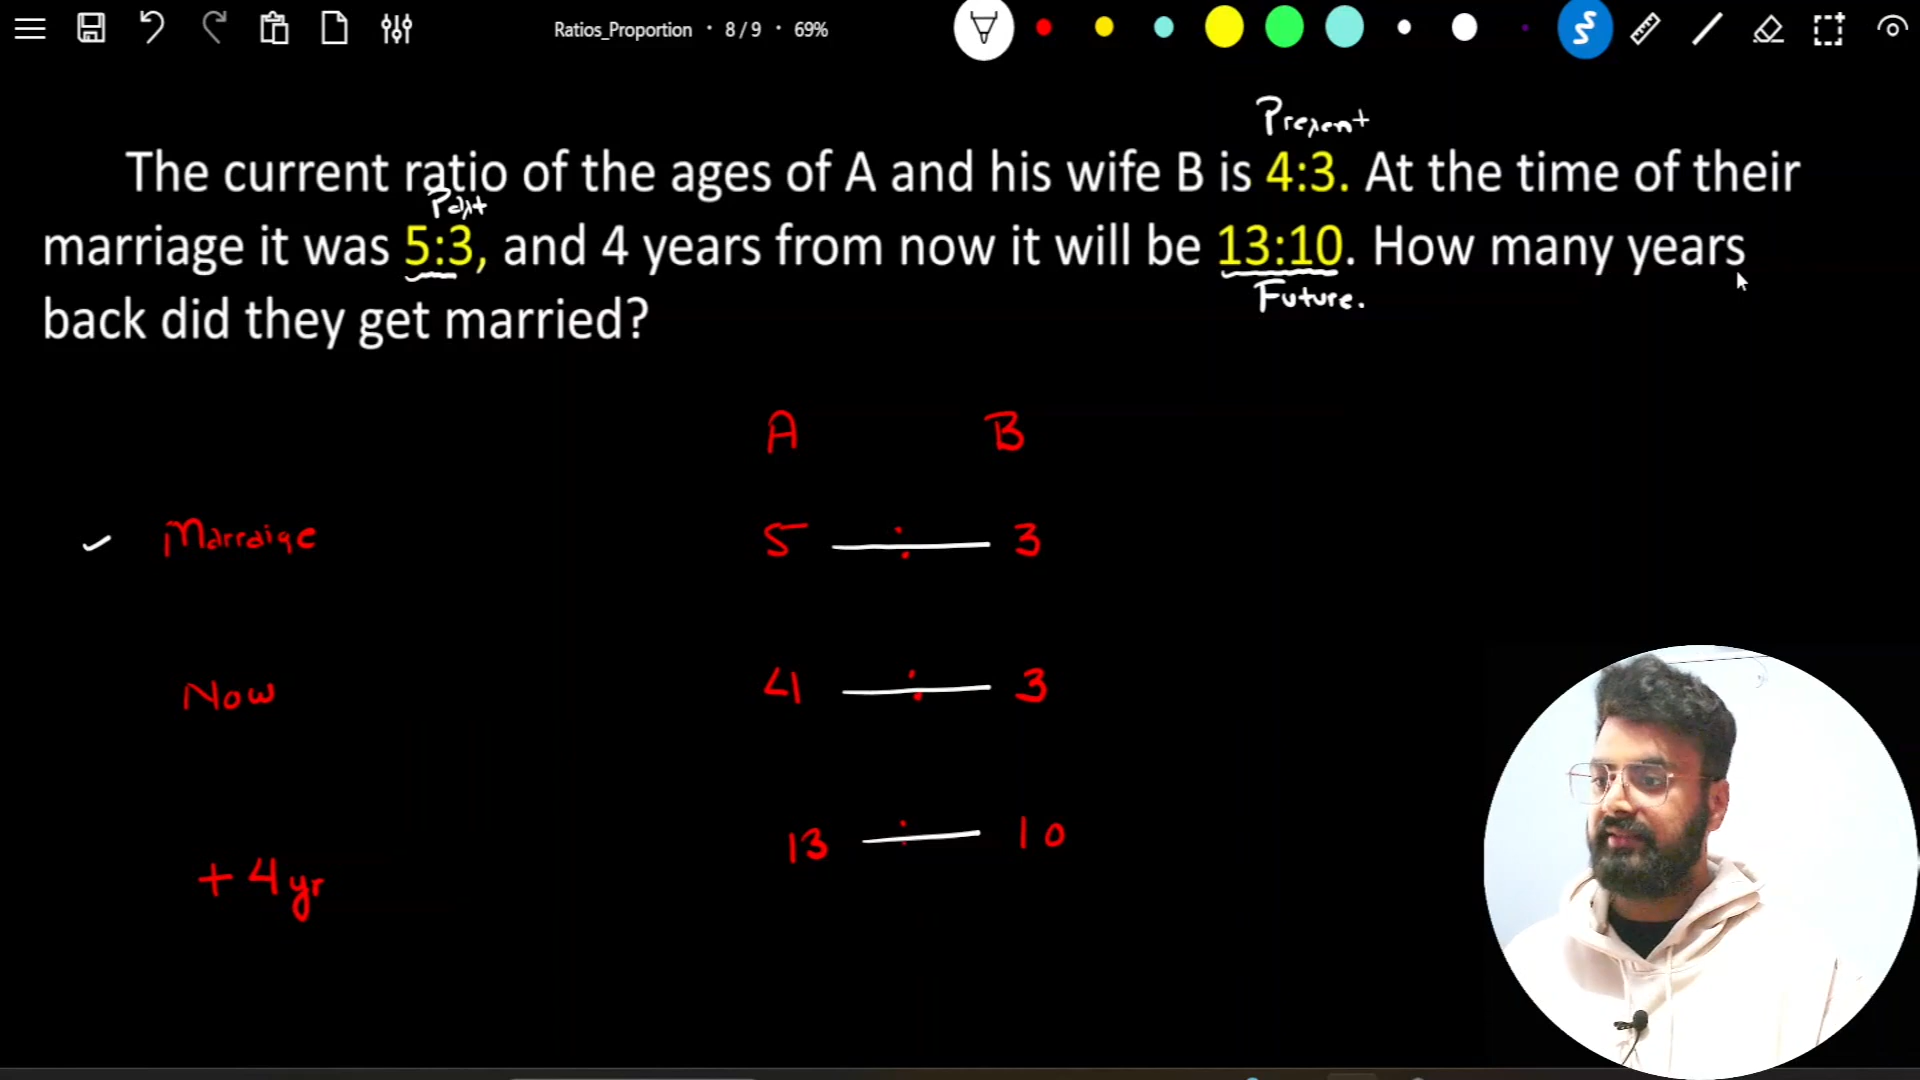 Ratios_Proportion • 8 / 9 • 69%
Present
The current ratio of the ages of A and his wife B is 4:3. At the time of their
Past
marriage it was 5:3, and 4 years from now it will be 13:10. How many years
Future.
back did they get married?
A B
Marraige 5 : 3
Now 4 : 3
13 : 10
+ 4 yr